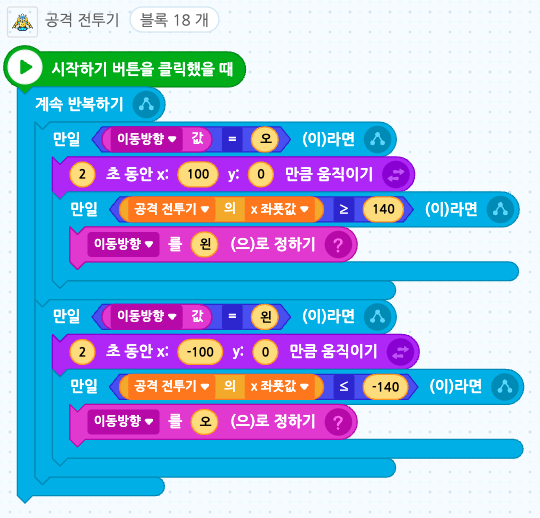 공격 전투기 블록 18 개
시작하기 버튼을 클릭했을 때
계속 반복하기
만일 이동방향 값 = 오 (이)라면
2 초 동안 x: 100 y: 0 만큼 움직이기
만일 공격 전투기 의 x 좌푯값 ≥ 140 (이)라면
이동방향 를 왼 (으)로 정하기 ?
만일 이동방향 값 = 왼 (이)라면
2 초 동안 x: -100 y: 0 만큼 움직이기
만일 공격 전투기 의 x 좌푯값 ≤ -140 (이)라면
이동방향 를 오 (으)로 정하기 ?